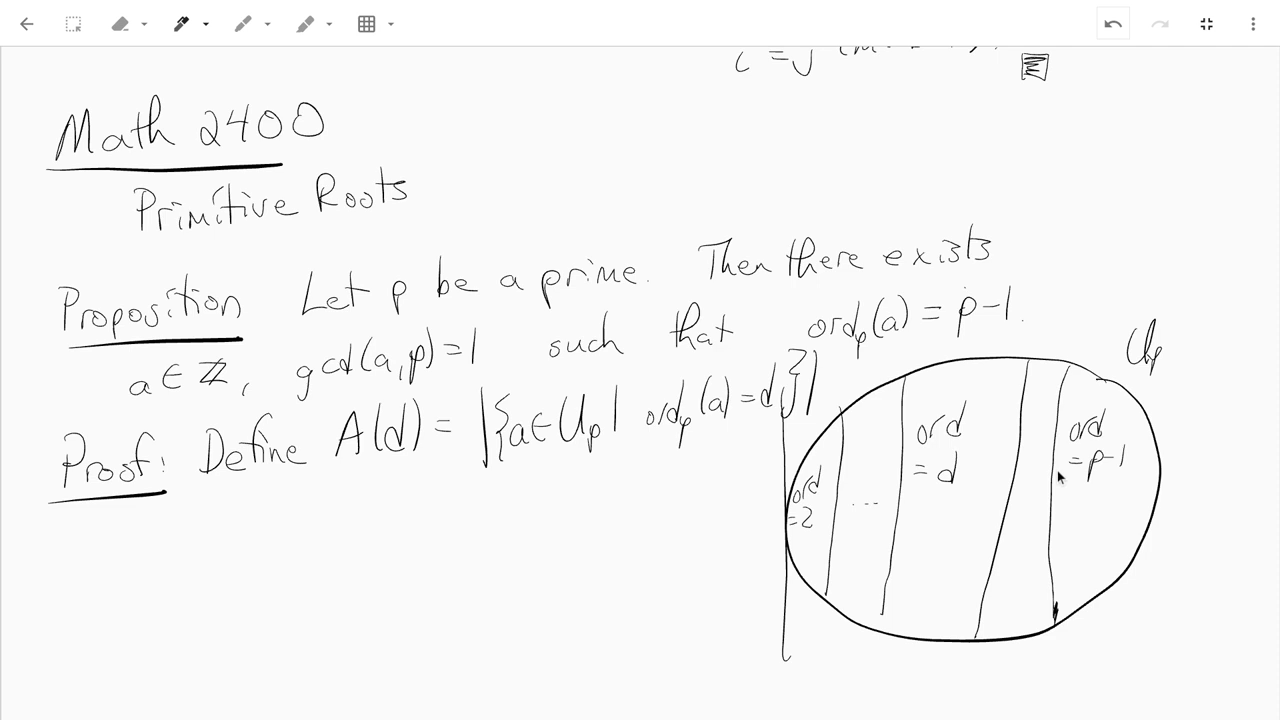 Math 2400
Primitive Roots
Proposition Let p be a prime. Then there exists
a ∈ ℤ, gcd(a,p)=1 such that ord_p(a) = p-1.
Proof: Define A(d) = |{a∈U_p | ord_p(a) = d}|
U_p
ord
=2
...
ord
= d
ord
= p-1